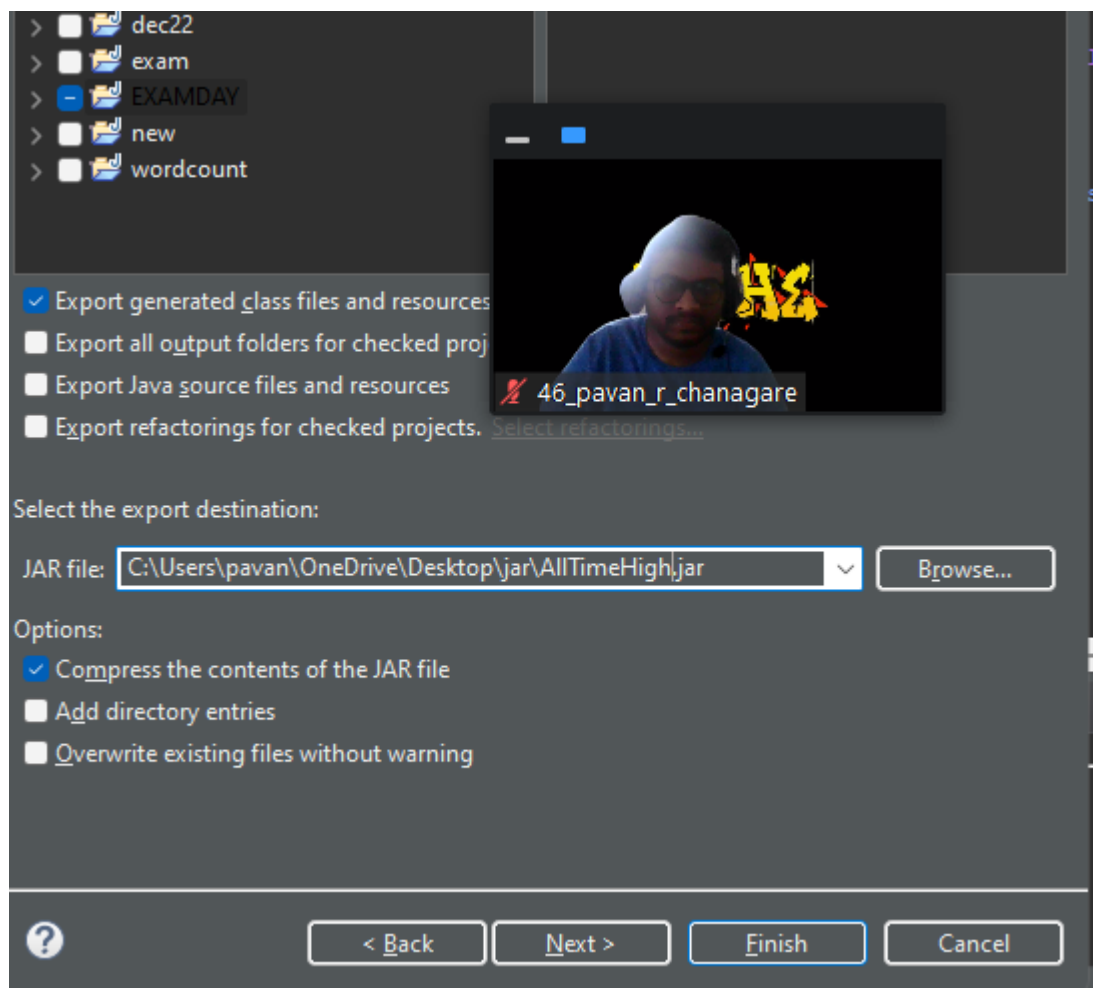 dec22
exam
EXAMDAY
new
wordcount
Export generated class files and resources
Export all output folders for checked proj
Export Java source files and resources
46_pavan_r_chanagare
Export refactorings for checked projects. Select refactorings...
Select the export destination:
JAR file: C:\Users\pavan\OneDrive\Desktop\jar\AllTimeHigh.jar Browse...
Options:
Compress the contents of the JAR file
Add directory entries
Overwrite existing files without warning
< Back Next > Finish Cancel